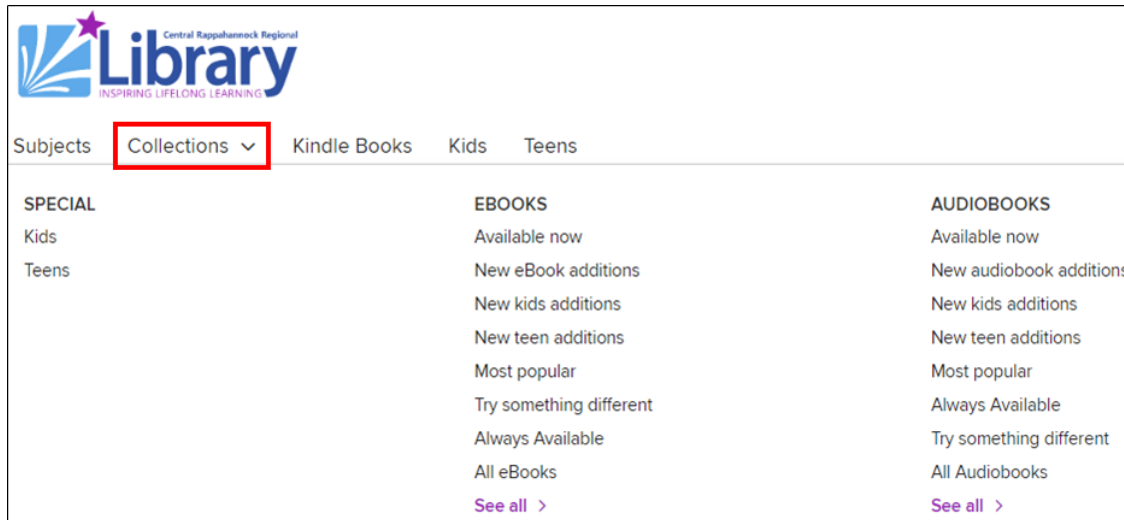 Central Rappahannock Regional
Library
INSPIRING LIFELONG LEARNING
Subjects Collections Kindle Books Kids Teens
SPECIAL
Kids
Teens
EBOOKS
Available now
New eBook additions
New kids additions
New teen additions
Most popular
Try something different
Always Available
All eBooks
See all >
AUDIOBOOKS
Available now
New audiobook additions
New kids additions
New teen additions
Most popular
Always Available
Try something different
All Audiobooks
See all >